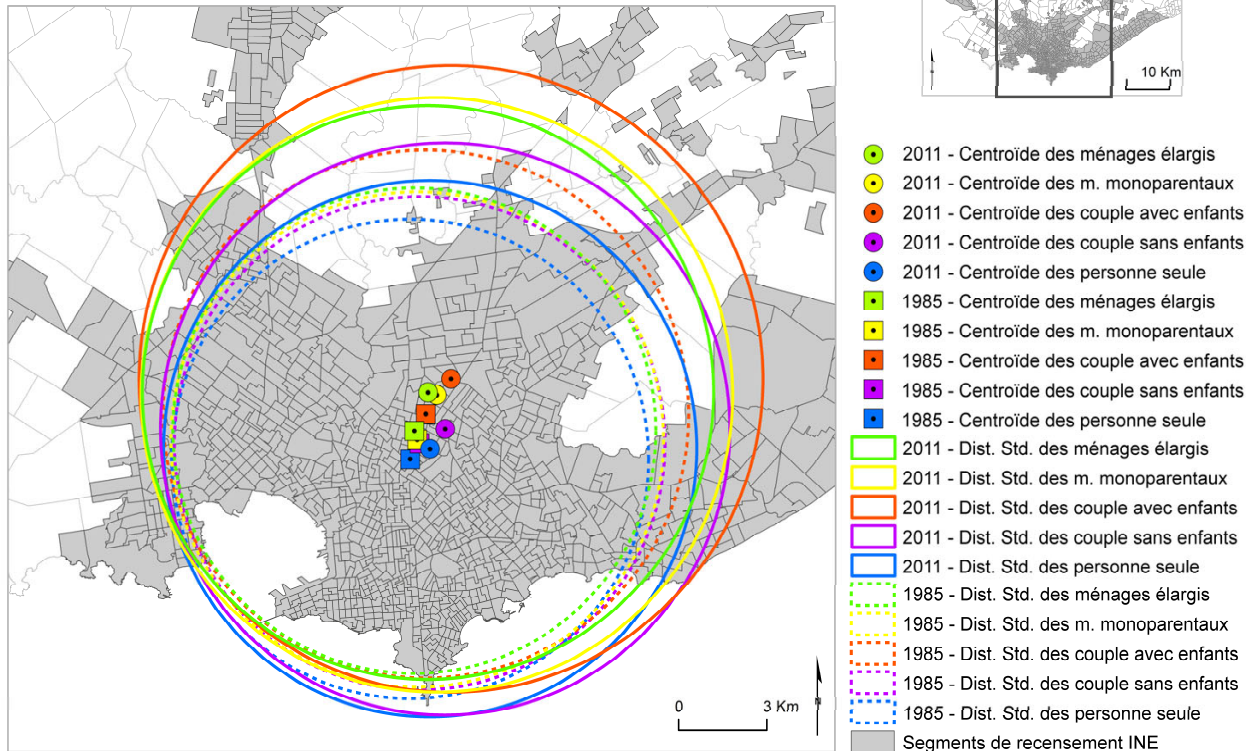 10 Km
2011 - Centroïde des ménages élargis
2011 - Centroïde des m. monoparentaux
2011 - Centroïde des couple avec enfants
2011 - Centroïde des couple sans enfants
2011 - Centroïde des personne seule
1985 - Centroïde des ménages élargis
1985 - Centroïde des m. monoparentaux
1985 - Centroïde des couple avec enfants
1985 - Centroïde des couple sans enfants
1985 - Centroïde des personne seule
2011 - Dist. Std. des ménages élargis
2011 - Dist. Std. des m. monoparentaux
2011 - Dist. Std. des couple avec enfants
2011 - Dist. Std. des couple sans enfants
2011 - Dist. Std. des personne seule
1985 - Dist. Std. des ménages élargis
1985 - Dist. Std. des m. monoparentaux
1985 - Dist. Std. des couple avec enfants
1985 - Dist. Std. des couple sans enfants
1985 - Dist. Std. des personne seule
Segments de recensement INE
0 3 Km
N